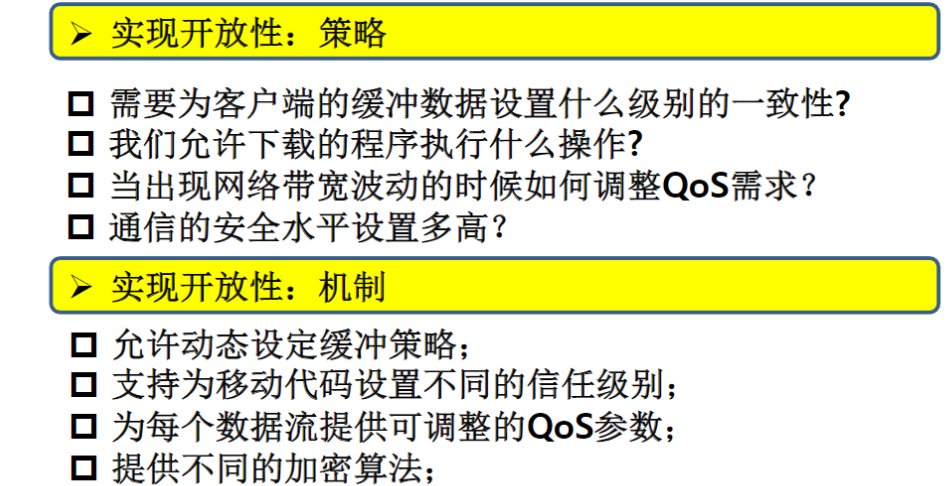 ➢ 实现开放性：策略
❑ 需要为客户端的缓冲数据设置什么级别的一致性?
❑ 我们允许下载的程序执行什么操作?
❑ 当出现网络带宽波动的时候如何调整QoS需求？
❑ 通信的安全水平设置多高？
➢ 实现开放性：机制
❑ 允许动态设定缓冲策略；
❑ 支持为移动代码设置不同的信任级别；
❑ 为每个数据流提供可调整的QoS参数；
❑ 提供不同的加密算法；